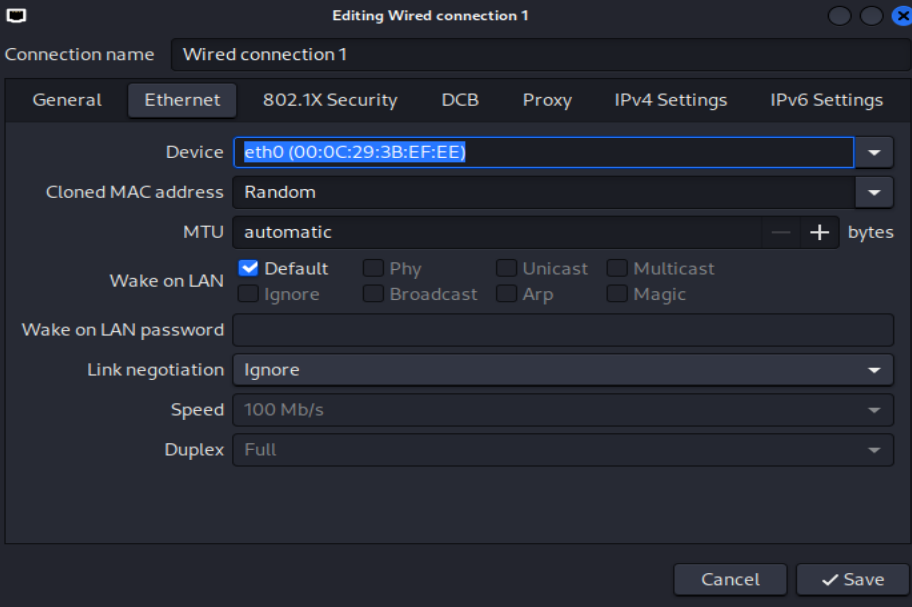 Editing Wired connection 1
Connection name Wired connection 1
General Ethernet 802.1X Security DCB Proxy IPv4 Settings IPv6 Settings
Device eth0 (00:0C:29:3B:EF:EE)
Cloned MAC address Random
MTU automatic — + bytes
Wake on LAN
Default Phy Unicast Multicast
Ignore Broadcast Arp Magic
Wake on LAN password
Link negotiation Ignore
Speed 100 Mb/s
Duplex Full
Cancel Save